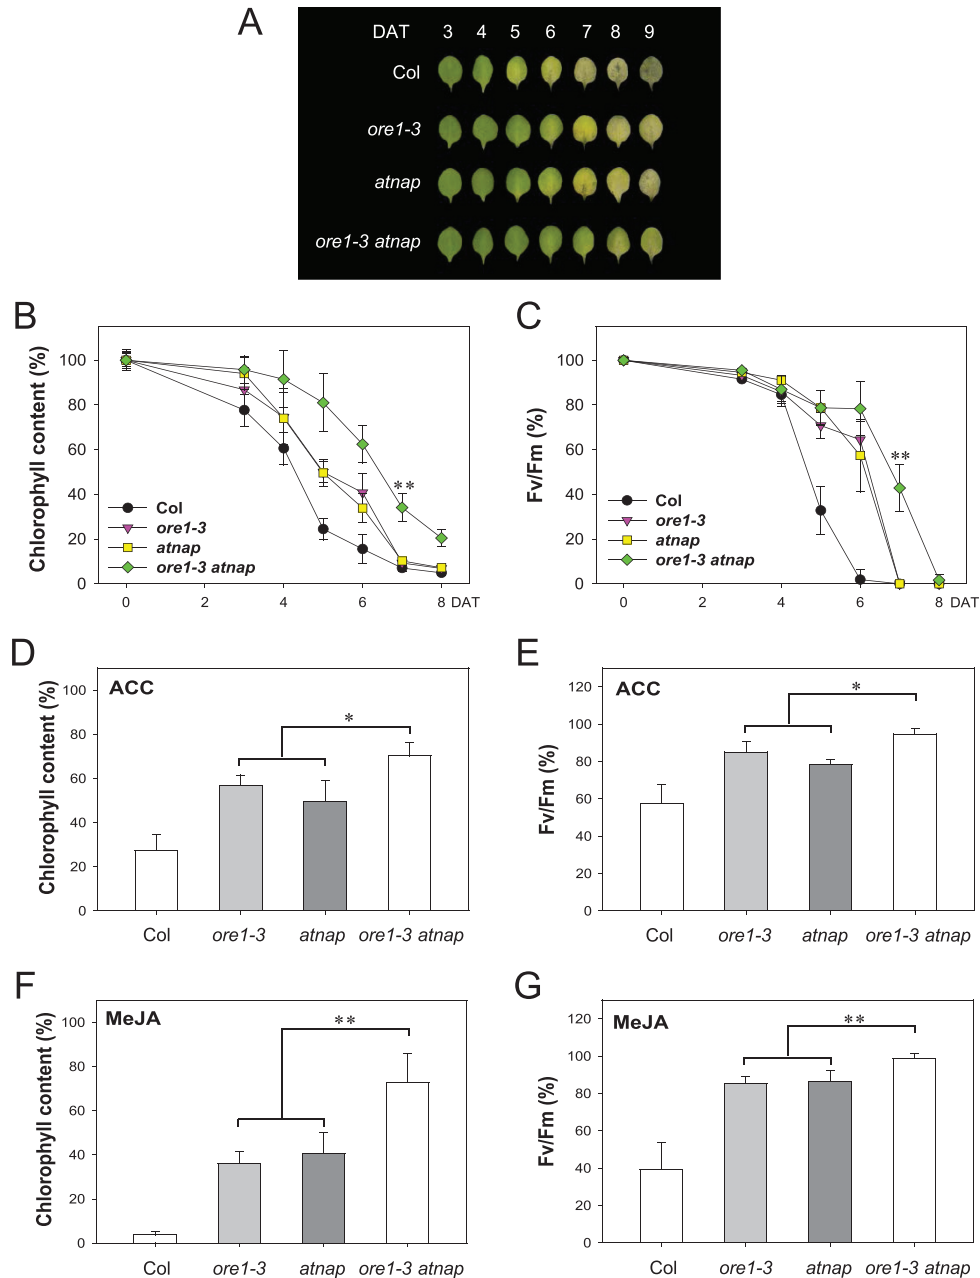 A
DAT 3 4 5 6 7 8 9
Col
ore1-3
atnap
ore1-3 atnap
B
Chlorophyll content (%)
100
80
60
40
20
0
**
Col
ore1-3
atnap
ore1-3 atnap
0 2 4 6 8 DAT
C
Fv/Fm (%)
100
80
60
40
20
0
**
Col
ore1-3
atnap
ore1-3 atnap
0 2 4 6 8 DAT
D
ACC
Chlorophyll content (%)
100
80
60
40
20
0
*
Col ore1-3 atnap ore1-3 atnap
E
ACC
Fv/Fm (%)
120
100
80
60
40
20
0
*
Col ore1-3 atnap ore1-3 atnap
F
MeJA
Chlorophyll content (%)
100
80
60
40
20
0
**
Col ore1-3 atnap ore1-3 atnap
G
MeJA
Fv/Fm (%)
120
100
80
60
40
20
0
**
Col ore1-3 atnap ore1-3 atnap